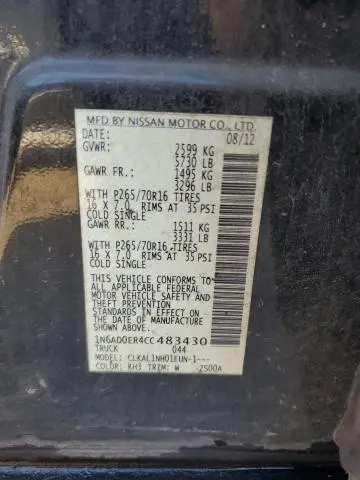 MFD BY NISSAN MOTOR CO., LTD.
DATE: 08/12
GVWR: 2599 KG
5730 LB
GAWR FR.: 1495 KG
3296 LB
WITH P265/70R16 TIRES
16 X 7.0 RIMS AT 35 PSI
COLD SINGLE
GAWR RR.: 1511 KG
3331 LB
WITH P265/70R16 TIRES
16 X 7.0 RIMS AT 35 PSI
COLD SINGLE
THIS VEHICLE CONFORMS TO
ALL APPLICABLE FEDERAL
MOTOR VEHICLE SAFETY AND
THEFT PREVENTION
STANDARDS IN EFFECT ON
THE DATE OF MANUFACTURE
SHOWN ABOVE.
1N6AD0ER4CC483430
TRUCK 044
MODEL: CLKAL1NH01EUN-1---
COLOR: KH3 TRIM: W -ZS00A